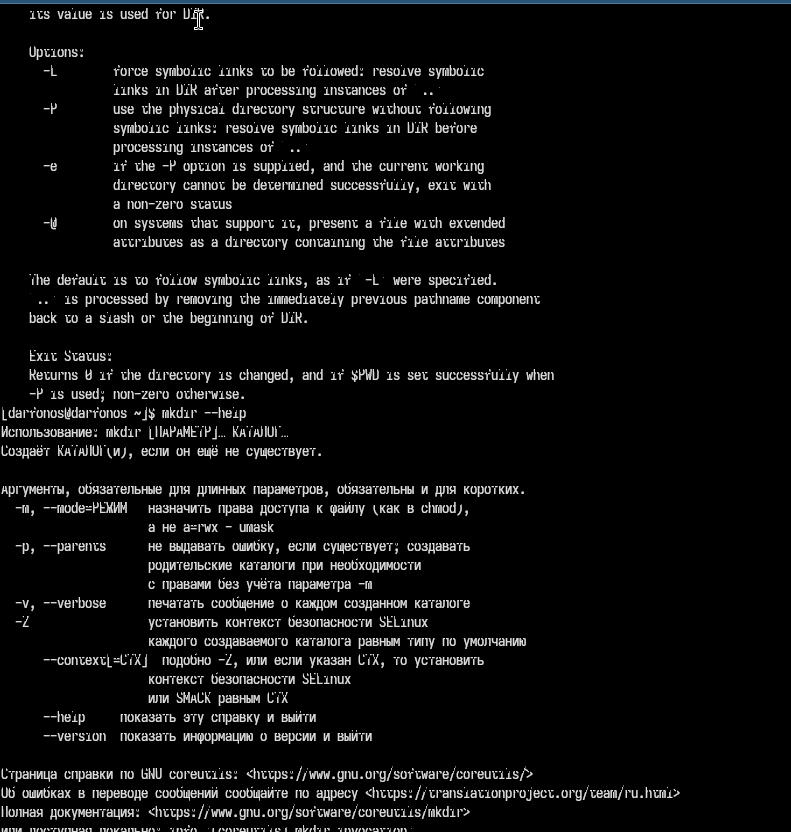 its value is used for DIR.
Options:
-L force symbolic links to be followed: resolve symbolic
links in DIR after processing instances of `..'
-P use the physical directory structure without following
symbolic links: resolve symbolic links in DIR before
processing instances of `..'
-e if the -P option is supplied, and the current working
directory cannot be determined successfully, exit with
a non-zero status
-@ on systems that support it, present a file with extended
attributes as a directory containing the file attributes
The default is to follow symbolic links, as if `-L' were specified.
`..' is processed by removing the immediately previous pathname component
back to a slash or the beginning of DIR.
Exit Status:
Returns 0 if the directory is changed, and if $PWD is set successfully when
-P is used; non-zero otherwise.
[darfonos@darfonos ~]$ mkdir --help
Использование: mkdir [ПАРАМЕТР]… КАТАЛОГ…
Создаёт КАТАЛОГ(и), если он ещё не существует.
Аргументы, обязательные для длинных параметров, обязательны и для коротких.
-m, --mode=РЕЖИМ назначить права доступа к файлу (как в chmod),
а не a=rwx - umask
-p, --parents не выдавать ошибку, если существует; создавать
родительские каталоги при необходимости
с правами без учёта параметра -m
-v, --verbose печатать сообщение о каждом созданном каталоге
-Z установить контекст безопасности SELinux
каждого создаваемого каталога равным типу по умолчанию
--context[=CTX] подобно -Z, или если указан CTX, то установить
контекст безопасности SELinux
или SMACK равным CTX
--help показать эту справку и выйти
--version показать информацию о версии и выйти
Страница справки по GNU coreutils: <https://www.gnu.org/software/coreutils/>
Об ошибках в переводе сообщений сообщайте по адресу <https://translationproject.org/team/ru.html>
Полная документация: <https://www.gnu.org/software/coreutils/mkdir>
или доступная локально: info '(coreutils) mkdir invocation'